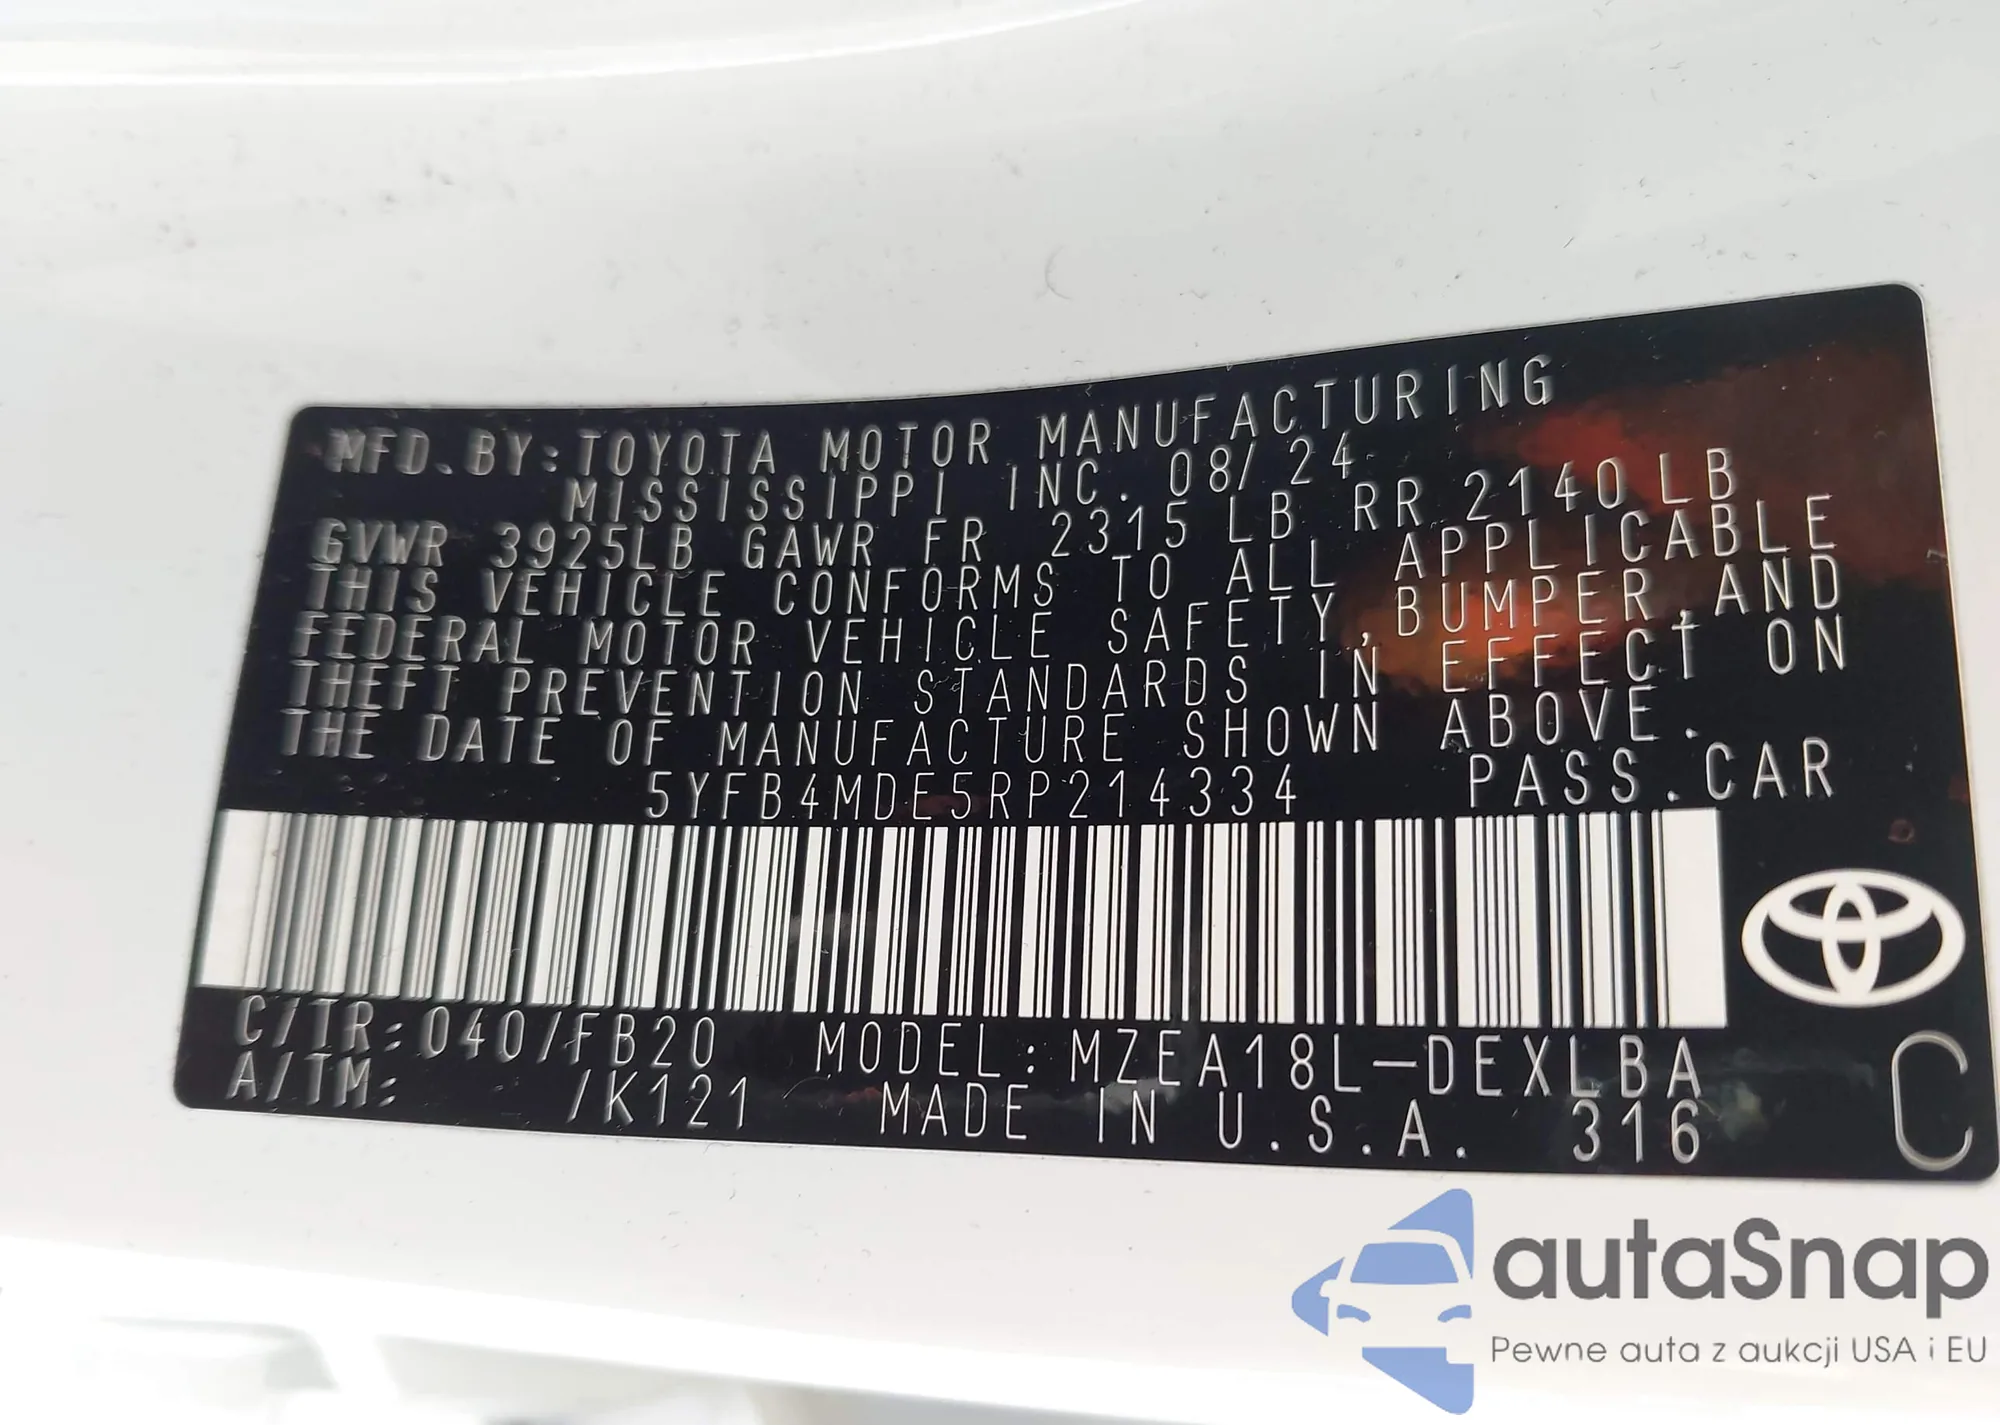 MFD.BY:TOYOTA MOTOR MANUFACTURING
MISSISSIPPI INC. 08/24
GVWR 3925LB GAWR FR 2315LB RR 2140LB
THIS VEHICLE CONFORMS TO ALL APPLICABLE
FEDERAL MOTOR VEHICLE SAFETY,BUMPER,AND
THEFT PREVENTION STANDARDS IN EFFECT ON
THE DATE OF MANUFACTURE SHOWN ABOVE.
5YFB4MDE5RP214334 PASS.CAR
C/TR:040/FB20 MODEL:MZEA18L-DEXLBA
A/TM: /K121 MADE IN U.S.A. 316
C
autaSnap
Pewne auta z aukcji USA i EU